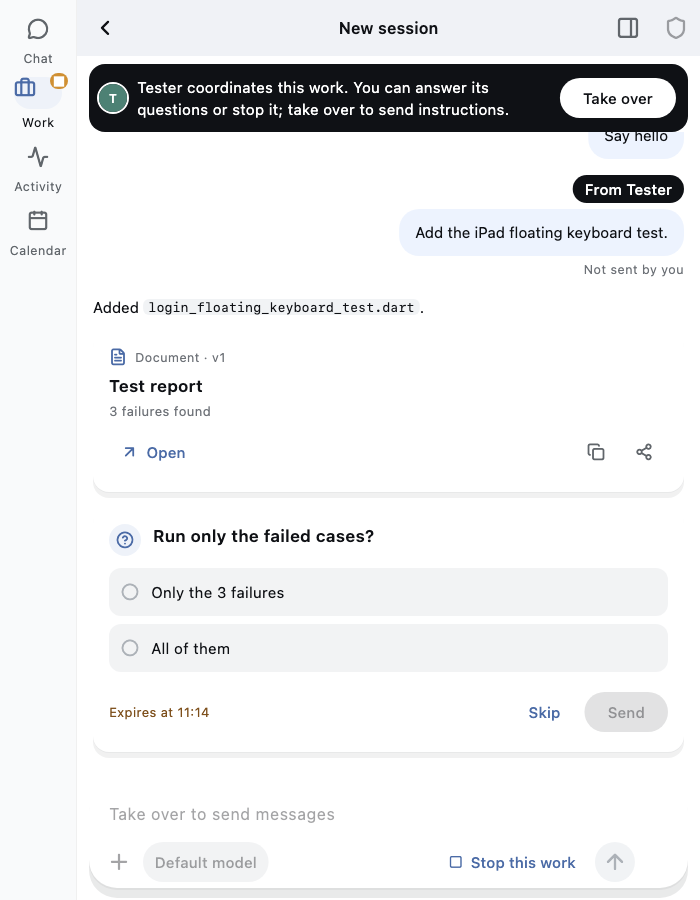 New session
Chat
Work
Activity
Calendar
T
Tester coordinates this work. You can answer its
questions or stop it; take over to send instructions.
Take over
Say hello
From Tester
Add the iPad floating keyboard test.
Not sent by you
Added login_floating_keyboard_test.dart.
Document · v1
Test report
3 failures found
Open
Run only the failed cases?
Only the 3 failures
All of them
Expires at 11:14
Skip
Send
Take over to send messages
Default model
Stop this work